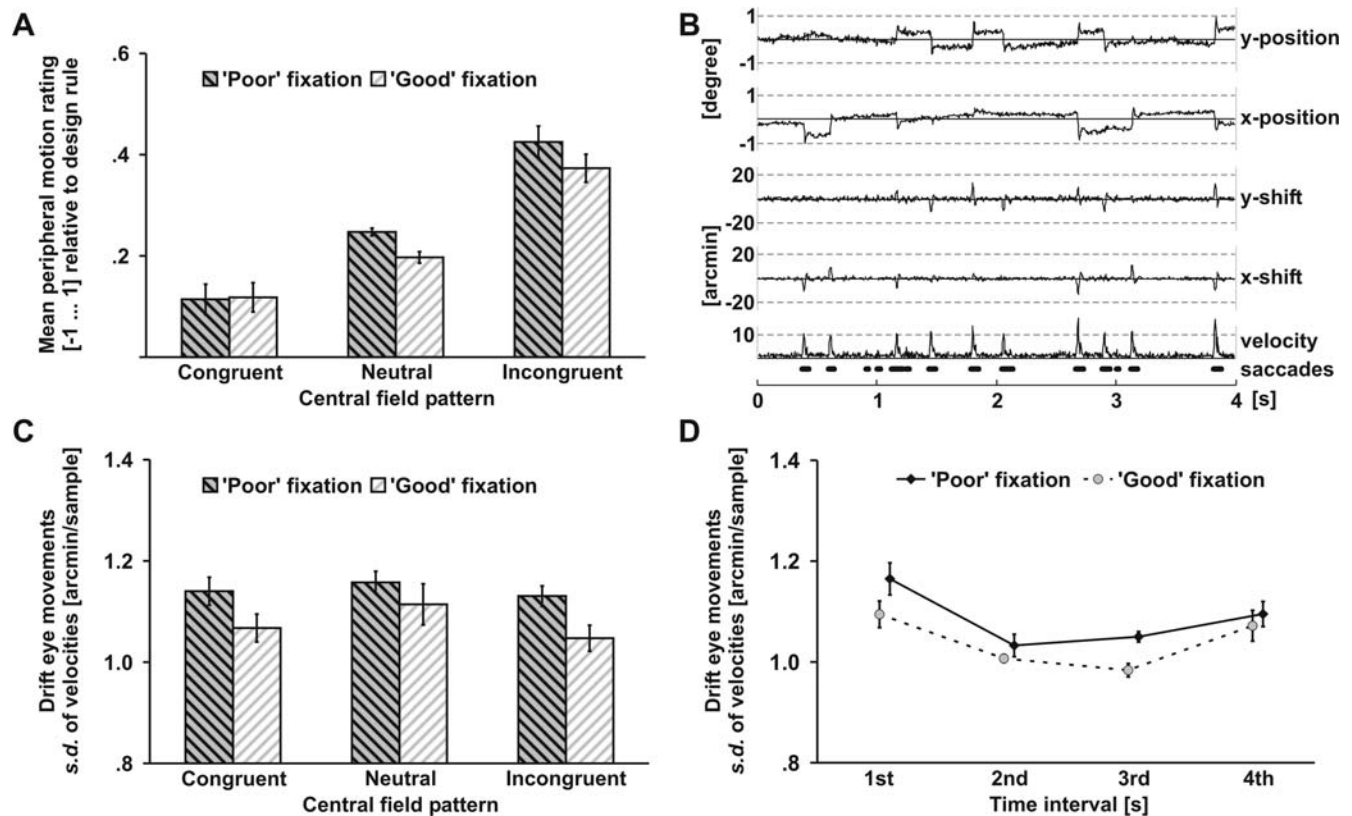 A
Mean peripheral motion rating
[-1 ... 1] relative to design rule
.6
.4
.2
'Poor' fixation 'Good' fixation
Congruent Neutral Incongruent
Central field pattern
B
[degree]
[arcmin]
1
-1
y-position
1
-1
x-position
20
-20
y-shift
20
-20
x-shift
10
velocity
saccades
0 1 2 3 4
[s]
C
Drift eye movements
s.d. of velocities [arcmin/sample]
1.4
1.2
1.0
.8
'Poor' fixation 'Good' fixation
Congruent Neutral Incongruent
Central field pattern
D
Drift eye movements
s.d. of velocities [arcmin/sample]
1.4
1.2
1.0
.8
'Poor' fixation 'Good' fixation
1st 2nd 3rd 4th
Time interval [s]